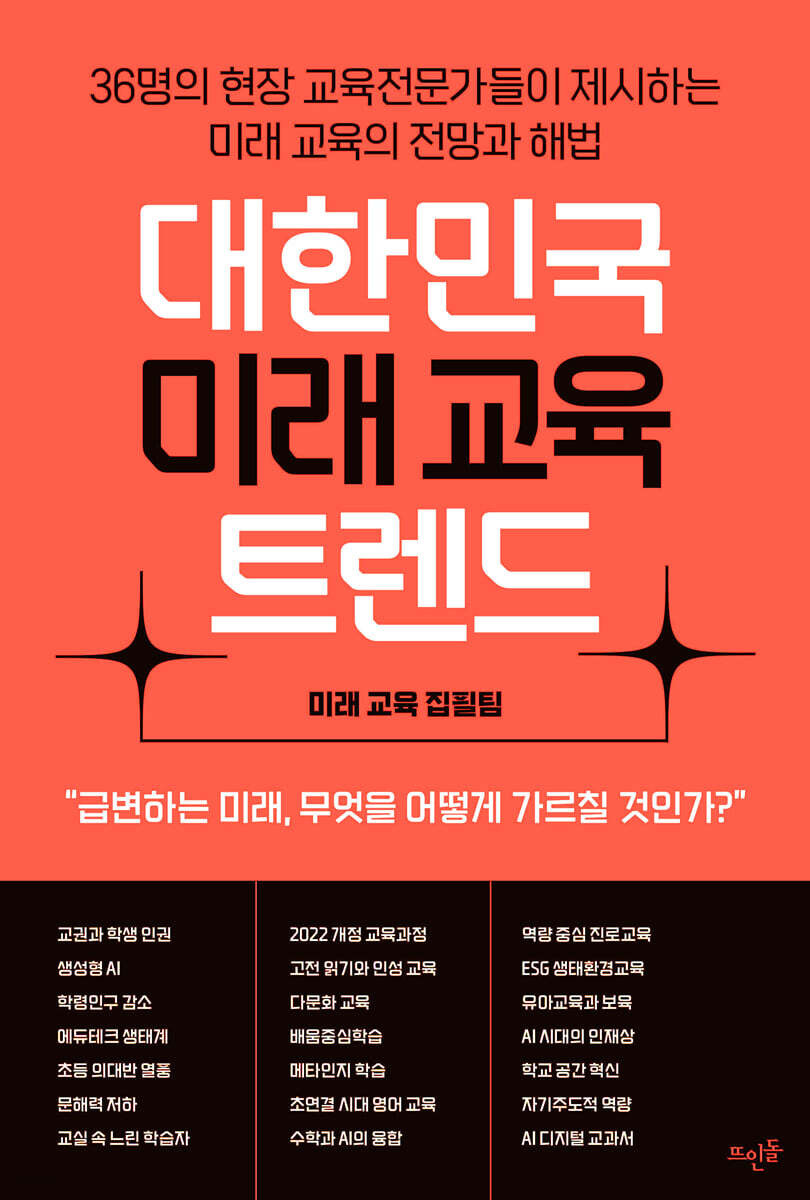 36명의 현장 교육전문가들이 제시하는
미래 교육의 전망과 해법
대한민국
미래 교육
트렌드
미래 교육 집필팀
“급변하는 미래, 무엇을 어떻게 가르칠 것인가?”
교권과 학생 인권
생성형 AI
학령인구 감소
에듀테크 생태계
초등 의대반 열풍
문해력 저하
교실 속 느린 학습자
2022 개정 교육과정
고전 읽기와 인성 교육
다문화 교육
배움중심학습
메타인지 학습
초연결 시대 영어 교육
수학과 AI의 융합
역량 중심 진로교육
ESG 생태환경교육
유아교육과 보육
AI 시대의 인재상
학교 공간 혁신
자기주도적 역량
AI 디지털 교과서
뜨인돌